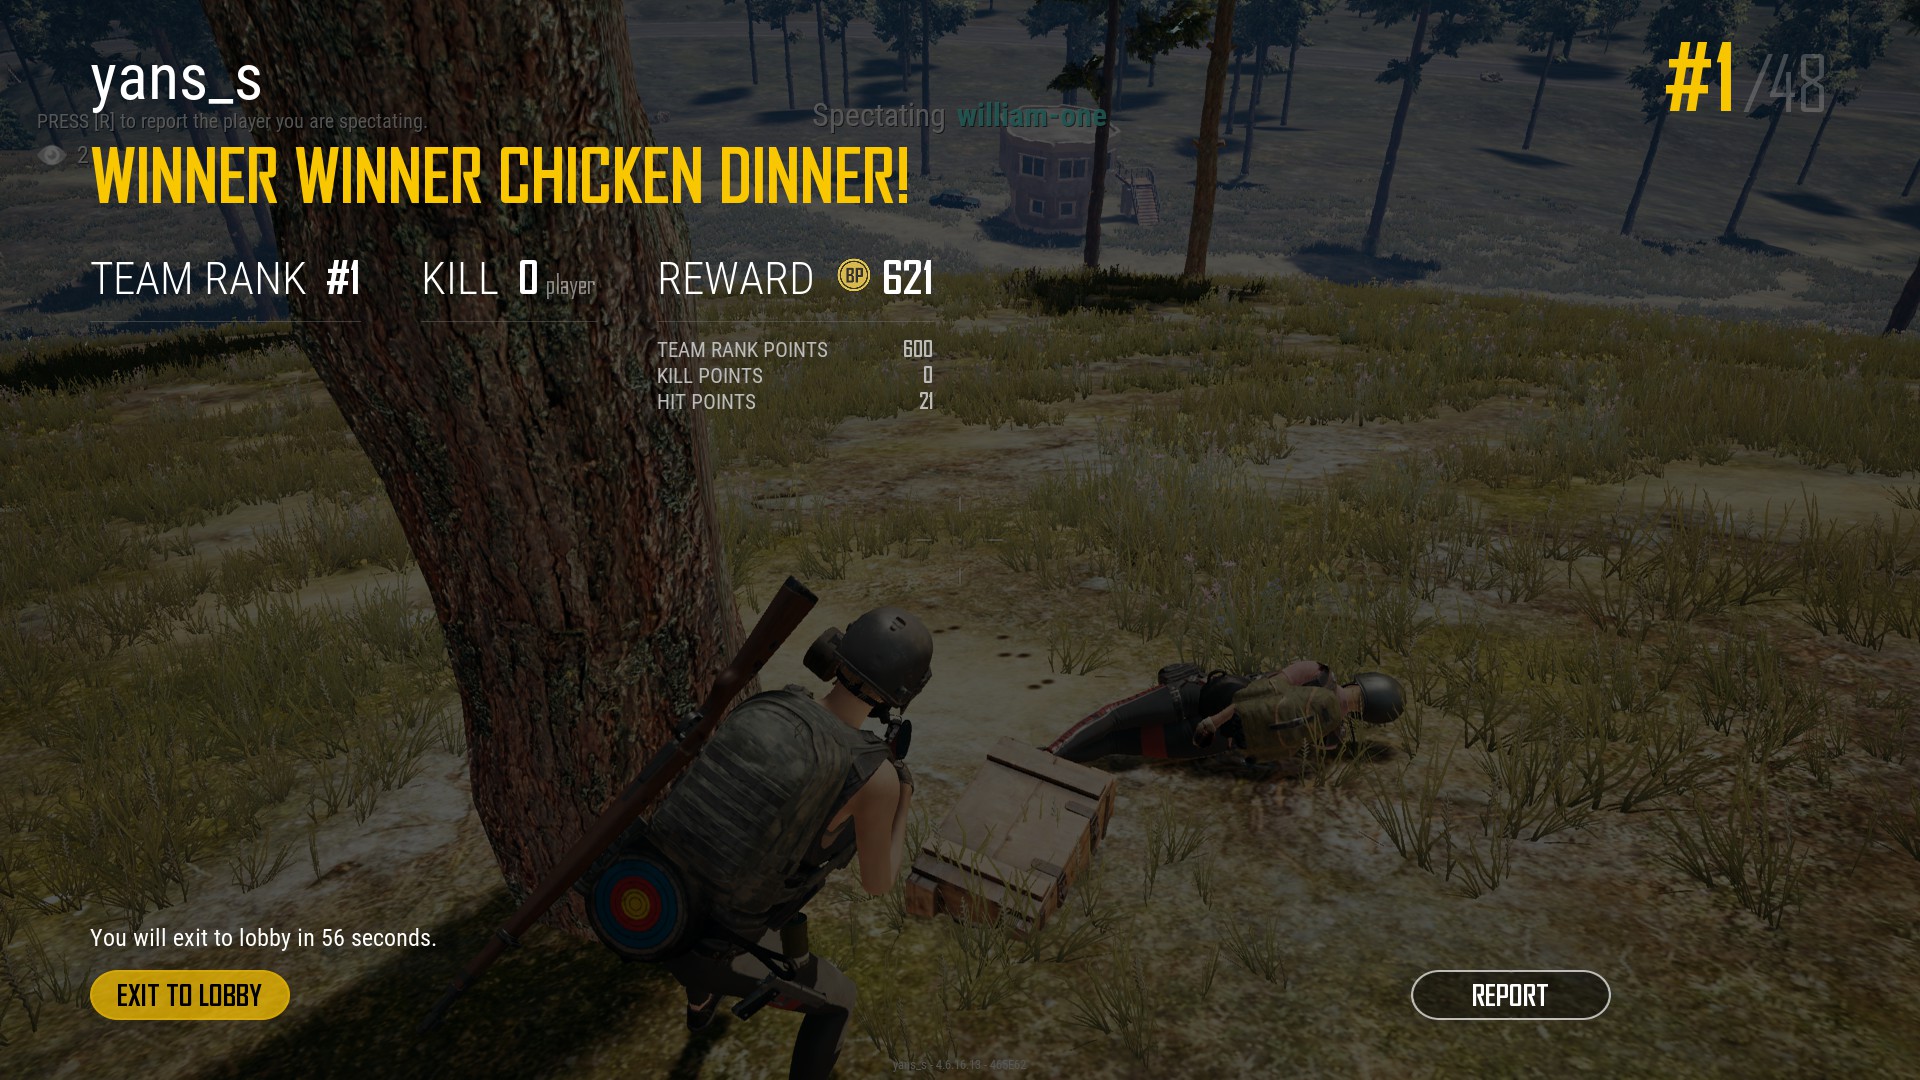 yans_s
PRESS [R] to report the player you are spectating.
Spectating william-one
#1 /48
2
WINNER WINNER CHICKEN DINNER!
TEAM RANK #1 KILL 0 player REWARD BP 621
TEAM RANK POINTS 600
KILL POINTS 0
HIT POINTS 21
You will exit to lobby in 56 seconds.
EXIT TO LOBBY
REPORT